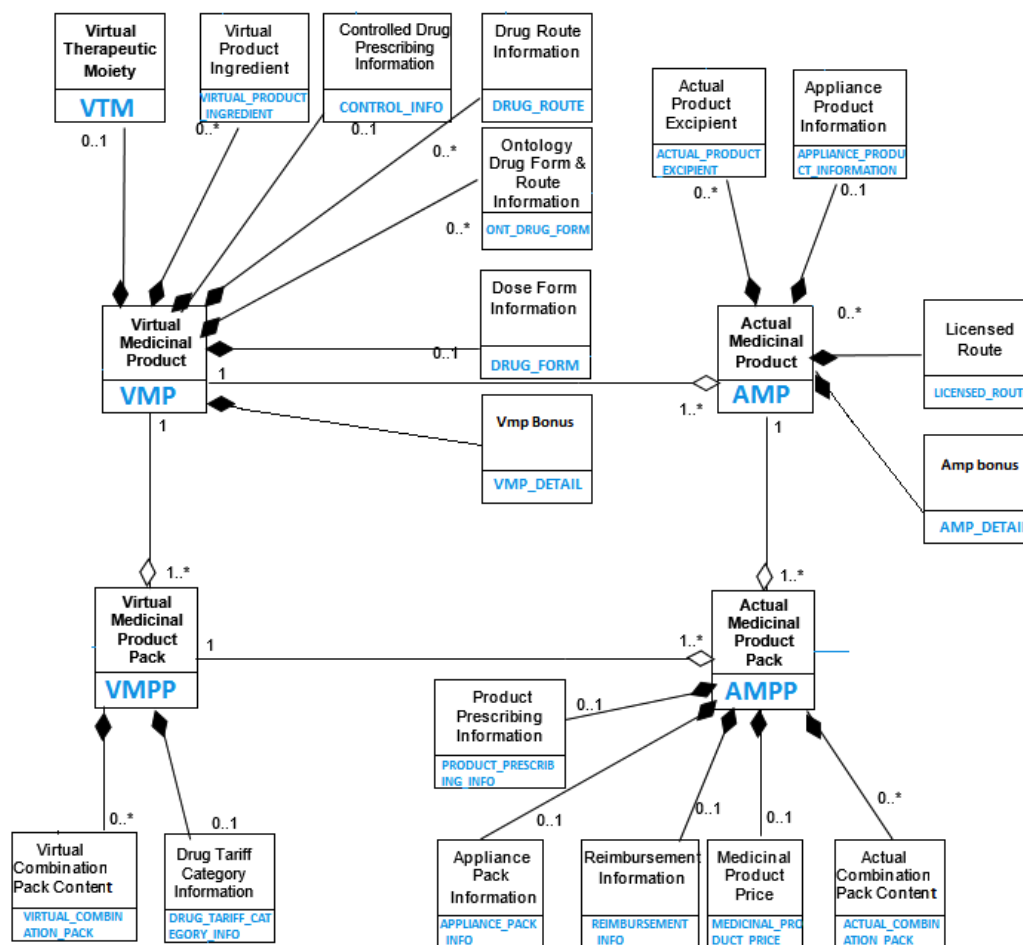 Virtual
Therapeutic
Moiety
VTM
0..1
Virtual
Product
Ingredient
VIRTUAL_PRODUCT
_INGREDIENT
0..*
Controlled Drug
Prescribing
Information
CONTROL_INFO
0..1
Drug Route
Information
DRUG_ROUTE
0..*
Ontology
Drug Form &
Route
Information
ONT_DRUG_FORM
0..*
Actual
Product
Excipient
ACTUAL_PRODUCT
_EXCIPIENT
0..*
Appliance
Product
Information
APPLIANCE_PRODU
CT_INFORMATION
0..1
Virtual
Medicinal
Product
VMP
Dose Form
Information
DRUG_FORM
0..1
1
1..*
1
Actual
Medicinal
Product
AMP
1
0..*
Licensed
Route
LICENSED_ROUT
Vmp Bonus
VMP_DETAIL
Amp bonus
AMP_DETAIL
1..*
Virtual
Medicinal
Product
Pack
VMPP
1
1..*
1..*
Actual
Medicinal
Product
Pack
AMPP
Product
Prescribing
Information
PRODUCT_PRESCRIB
ING_INFO
0..1
0..*
Virtual
Combination
Pack Content
VIRTUAL_COMBIN
ATION_PACK
0..1
Drug Tariff
Category
Information
DRUG_TARIFF_CAT
EGORY_INFO
0..1
Appliance
Pack
Information
APPLIANCE_PACK
_INFO
0..1
Reimbursement
Information
REIMBURSEMENT
_INFO
0..1
Medicinal
Product
Price
MEDICINAL_PRO
DUCT_PRICE
0..*
Actual
Combination
Pack Content
ACTUAL_COMBIN
ATION_PACK